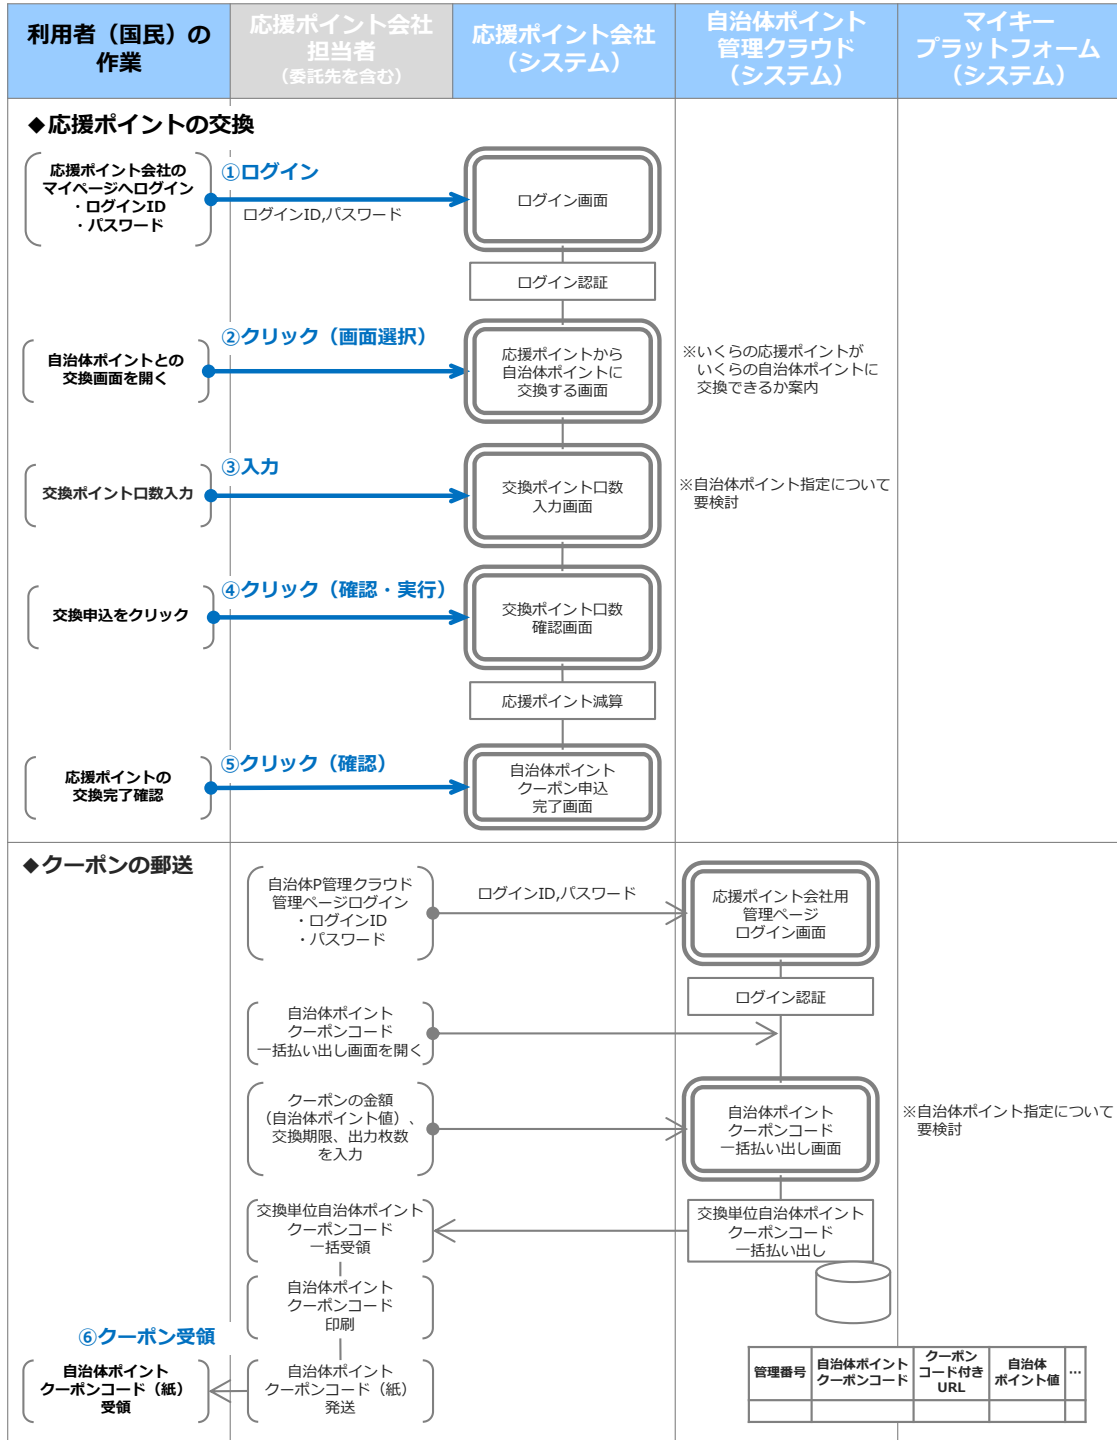 利用者（国民）の
作業
応援ポイント会社
担当者
（委託先を含む）
応援ポイント会社
（システム）
自治体ポイント
管理クラウド
（システム）
マイキー
プラットフォーム
（システム）
◆応援ポイントの交換
応援ポイント会社の
マイページへログイン
・ログインID
・パスワード
①ログイン
ログインID,パスワード
ログイン画面
ログイン認証
自治体ポイントとの
交換画面を開く
②クリック（画面選択）
応援ポイントから
自治体ポイントに
交換する画面
※いくらの応援ポイントが
いくらの自治体ポイントに
交換できるか案内
交換ポイント口数入力
③入力
交換ポイント口数
入力画面
※自治体ポイント指定について
要検討
交換申込をクリック
④クリック（確認・実行）
交換ポイント口数
確認画面
応援ポイント減算
応援ポイントの
交換完了確認
⑤クリック（確認）
自治体ポイント
クーポン申込
完了画面
◆クーポンの郵送
自治体P管理クラウド
管理ページログイン
・ログインID
・パスワード
ログインID,パスワード
応援ポイント会社用
管理ページ
ログイン画面
ログイン認証
自治体ポイント
クーポンコード
一括払い出し画面を開く
クーポンの金額
（自治体ポイント値）、
交換期限、出力枚数
を入力
自治体ポイント
クーポンコード
一括払い出し画面
※自治体ポイント指定について
要検討
交換単位自治体ポイント
クーポンコード
一括受領
交換単位自治体ポイント
クーポンコード
一括払い出し
自治体ポイント
クーポンコード
印刷
⑥クーポン受領
自治体ポイント
クーポンコード（紙）
受領
自治体ポイント
クーポンコード（紙）
発送
管理番号
自治体ポイント
クーポンコード
クーポン
コード付き
URL
自治体
ポイント値
…